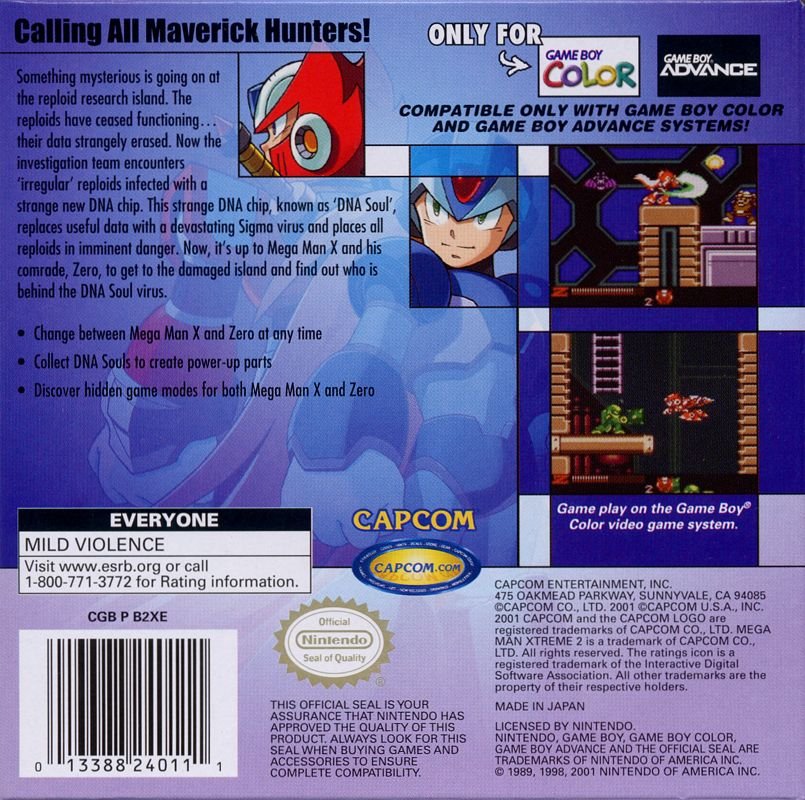 Calling All Maverick Hunters!
Something mysterious is going on at
the reploid research island. The
reploids have ceased functioning...
their data strangely erased. Now the
investigation team encounters
'irregular' reploids infected with a
strange new DNA chip. This strange DNA chip, known as 'DNA Soul',
replaces useful data with a devastating Sigma virus and places all
reploids in imminent danger. Now, it's up to Mega Man X and his
comrade, Zero, to get to the damaged island and find out who is
behind the DNA Soul virus.
• Change between Mega Man X and Zero at any time
• Collect DNA Souls to create power-up parts
• Discover hidden game modes for both Mega Man X and Zero
ONLY FOR
GAME BOY
COLOR
GAME BOY
ADVANCE
COMPATIBLE ONLY WITH GAME BOY COLOR
AND GAME BOY ADVANCE SYSTEMS!
Z
2
Z
2
Game play on the Game Boy®
Color video game system.
EVERYONE
MILD VIOLENCE
Visit www.esrb.org or call
1-800-771-3772 for Rating information.
CGB P B2XE
0 13388 24011 1
CAPCOM
CAPCOM.COM
Official
Nintendo
Seal of Quality
®
THIS OFFICIAL SEAL IS YOUR
ASSURANCE THAT NINTENDO HAS
APPROVED THE QUALITY OF THIS
PRODUCT. ALWAYS LOOK FOR THIS
SEAL WHEN BUYING GAMES AND
ACCESSORIES TO ENSURE
COMPLETE COMPATIBILITY.
CAPCOM ENTERTAINMENT, INC.
475 OAKMEAD PARKWAY, SUNNYVALE, CA 94085
©CAPCOM CO., LTD. 2001 ©CAPCOM U.S.A., INC.
2001 CAPCOM and the CAPCOM LOGO are
registered trademarks of CAPCOM CO., LTD. MEGA
MAN XTREME 2 is a trademark of CAPCOM CO.,
LTD. All rights reserved. The ratings icon is a
registered trademark of the Interactive Digital
Software Association. All other trademarks are the
property of their respective holders.
MADE IN JAPAN
LICENSED BY NINTENDO.
NINTENDO, GAME BOY, GAME BOY COLOR,
GAME BOY ADVANCE AND THE OFFICIAL SEAL ARE
TRADEMARKS OF NINTENDO OF AMERICA INC.
© 1989, 1998, 2001 NINTENDO OF AMERICA INC.